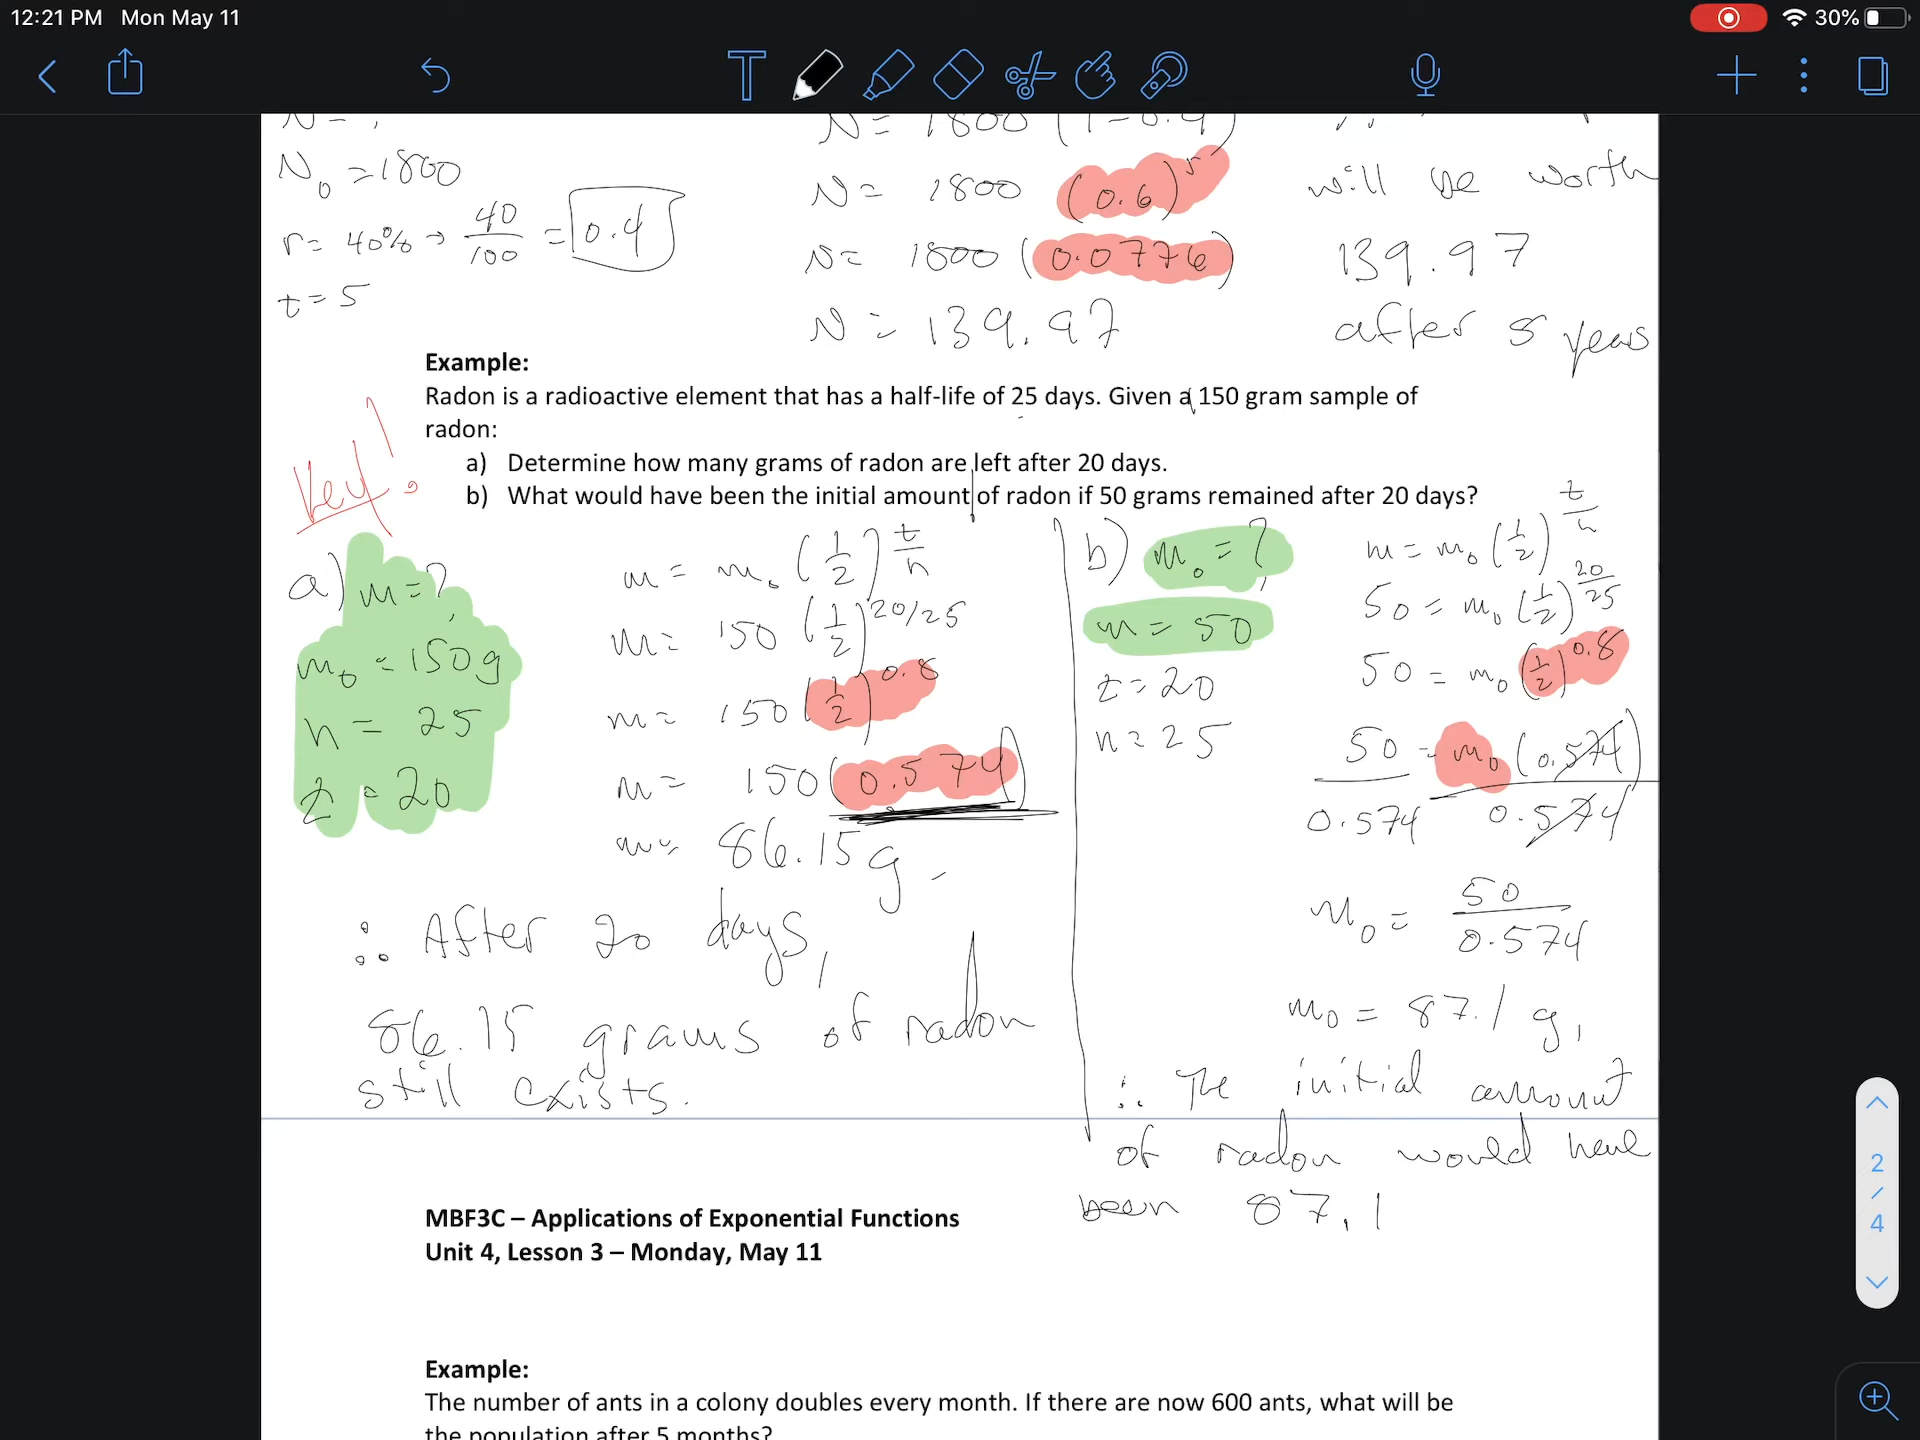 12:21 PM Mon May 11
30%
T
N₀ = 1800
r = 40% → 40/100 = 0.4
t = 5
N = 1800 (1 - 0.4)
N = 1800 (0.6)⁵
N = 1800 (0.0776)
N = 139.97
will be worth
139.97
after 5 years
Example:
Radon is a radioactive element that has a half-life of 25 days. Given a 150 gram sample of
radon:
a) Determine how many grams of radon are left after 20 days.
b) What would have been the initial amount of radon if 50 grams remained after 20 days?
Key!
a) m = ?
m₀ = 150g
h = 25
t = 20
m = m₀ (1/2)^t/h
m = 150 (1/2)^20/25
m = 150 (1/2)^0.8
m = 150 (0.574)
m = 86.15 g
∴ After 20 days,
86.15 grams of radon
still exists.
b) m₀ = ?
m = 50
t = 20
h = 25
m = m₀ (1/2)^t/h
50 = m₀ (1/2)^20/25
50 = m₀ (1/2)^0.8
50 = m₀ (0.574)
0.574 0.574
m₀ = 50/0.574
m₀ = 87.1 g,
∴ The initial amount
of radon would have
been 87.1
MBF3C – Applications of Exponential Functions
Unit 4, Lesson 3 – Monday, May 11
Example:
The number of ants in a colony doubles every month. If there are now 600 ants, what will be
the population after 5 months?
2
/
4